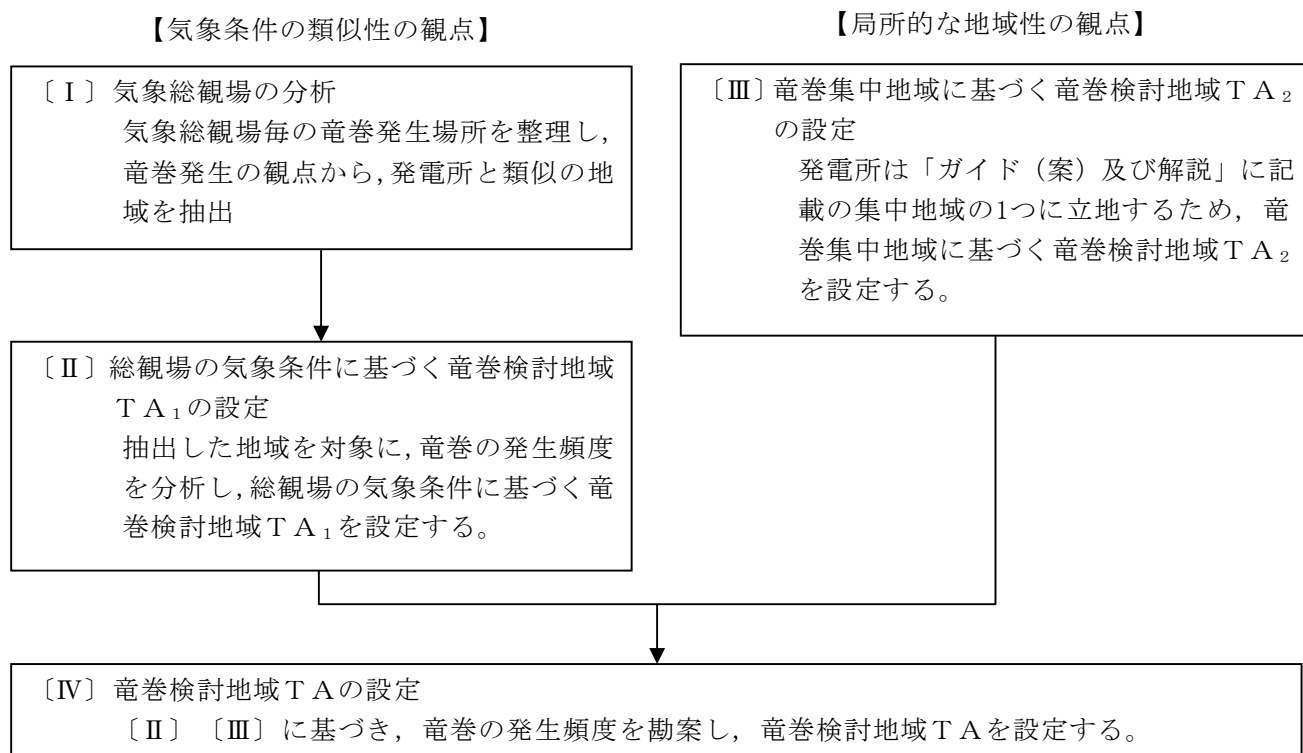 【気象条件の類似性の観点】
〔Ⅰ〕気象総観場の分析
気象総観場毎の竜巻発生場所を整理し,
竜巻発生の観点から,発電所と類似の地
域を抽出
〔Ⅱ〕総観場の気象条件に基づく竜巻検討地域
ＴＡ₁の設定
抽出した地域を対象に,竜巻の発生頻度
を分析し,総観場の気象条件に基づく竜
巻検討地域ＴＡ₁を設定する。
【局所的な地域性の観点】
〔Ⅲ〕竜巻集中地域に基づく竜巻検討地域ＴＡ₂
の設定
発電所は「ガイド（案）及び解説」に記
載の集中地域の1つに立地するため，竜
巻集中地域に基づく竜巻検討地域ＴＡ₂
を設定する。
〔Ⅳ〕竜巻検討地域ＴＡの設定
〔Ⅱ〕〔Ⅲ〕に基づき，竜巻の発生頻度を勘案し，竜巻検討地域ＴＡを設定する。